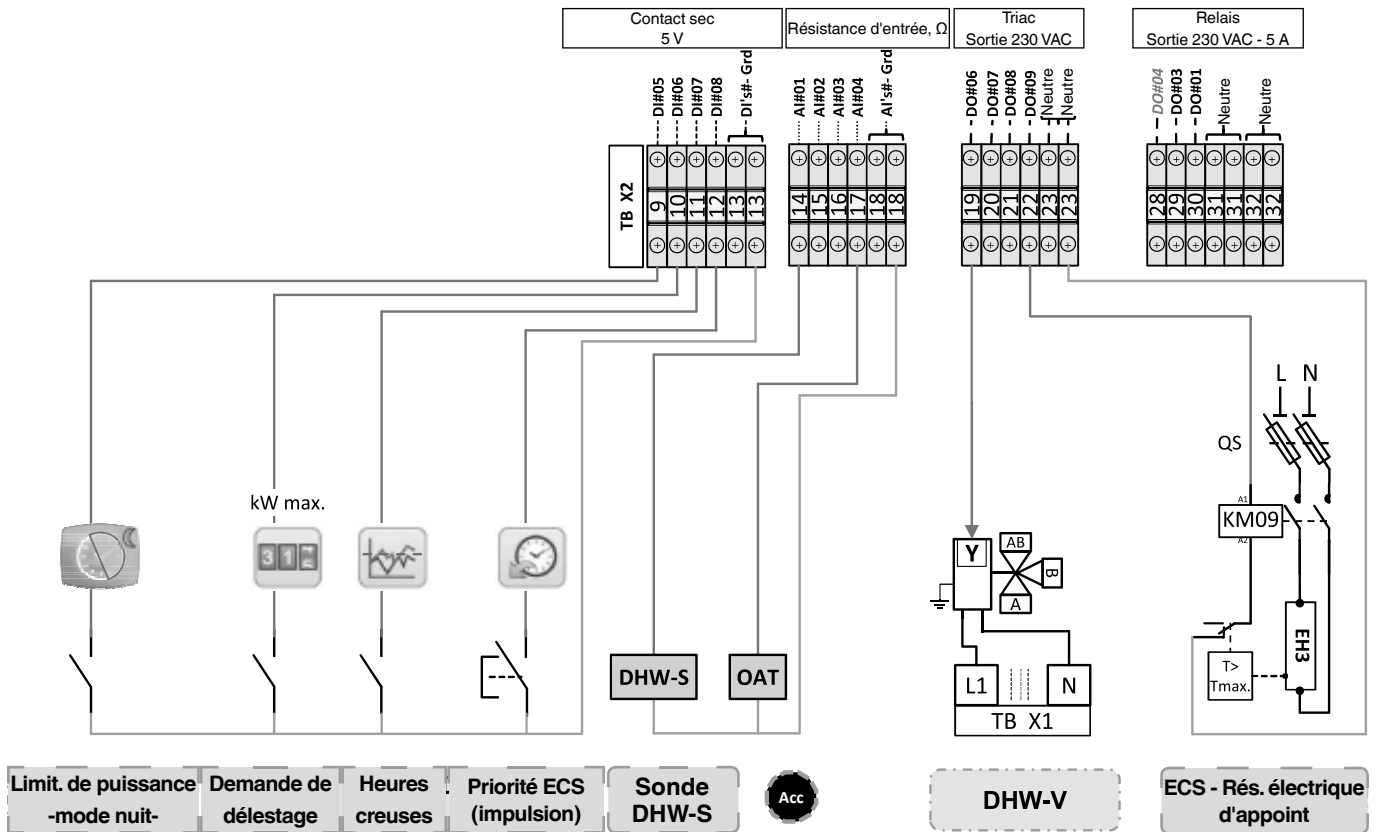 Contact sec
5 V
Résistance d'entrée, Ω
Triac
Sortie 230 VAC
Relais
Sortie 230 VAC - 5 A
DI#05
DI#06
DI#07
DI#08
DI's#- Grd
AI#01
AI#02
AI#03
AI#04
AI's#- Grd
DO#06
DO#07
DO#08
DO#09
Neutre
Neutre
DO#04
DO#03
DO#01
Neutre
Neutre
TB X2
9
10
11
12
13
13
14
15
16
17
18
18
19
20
21
22
23
23
28
29
30
31
31
32
32
L N
QS
kW max.
A1
KM09
A2
Y
AB
B
A
EH3
DHW-S
OAT
T>
Tmax.
L1
N
TB X1
Limit. de puissance
-mode nuit-
Demande de
délestage
Heures
creuses
Priorité ECS
(impulsion)
Sonde
DHW-S
Acc
DHW-V
ECS - Rés. électrique
d'appoint